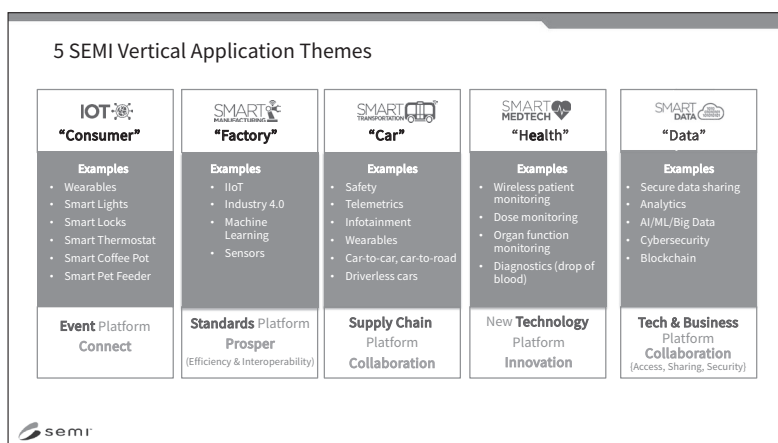 5 SEMI Vertical Application Themes
IOT
“Consumer”
Examples
• Wearables
• Smart Lights
• Smart Locks
• Smart Thermostat
• Smart Coffee Pot
• Smart Pet Feeder
Event Platform
Connect
SMART
MANUFACTURING
“Factory”
Examples
• IIoT
• Industry 4.0
• Machine
Learning
• Sensors
Standards Platform
Prosper
(Efficiency & Interoperability)
SMART
TRANSPORTATION
“Car”
Examples
• Safety
• Telemetrics
• Infotainment
• Wearables
• Car-to-car, car-to-road
• Driverless cars
Supply Chain
Platform
Collaboration
SMART
MEDTECH
“Health”
Examples
• Wireless patient
monitoring
• Dose monitoring
• Organ function
monitoring
• Diagnostics (drop of
blood)
New Technology
Platform
Innovation
SMART
DATA
“Data”
Examples
• Secure data sharing
• Analytics
• AI/ML/Big Data
• Cybersecurity
• Blockchain
Tech & Business
Platform
Collaboration
{Access, Sharing, Security}
semi